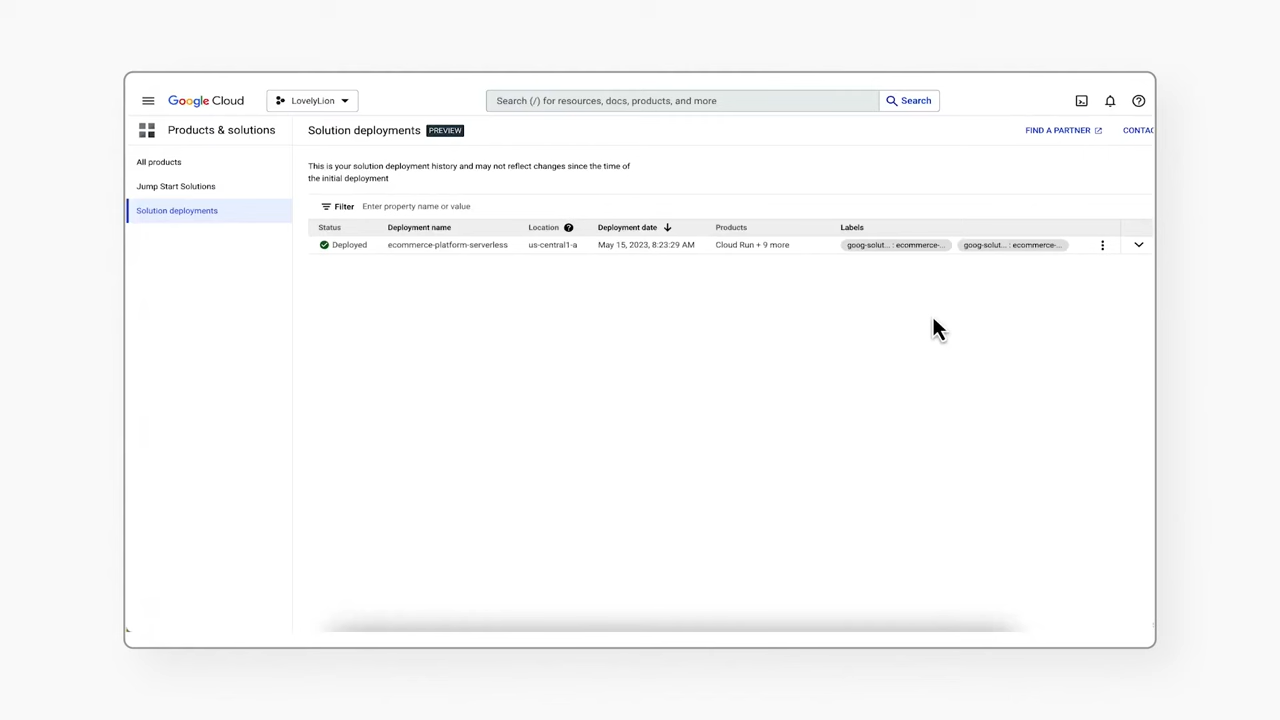 Google Cloud
LovelyLion
Search (/) for resources, docs, products, and more
Search
Products & solutions
Solution deployments PREVIEW
FIND A PARTNER
CONTAC
All products
Jump Start Solutions
Solution deployments
This is your solution deployment history and may not reflect changes since the time of
the initial deployment
Filter Enter property name or value
Status Deployment name Location Deployment date Products Labels
Deployed ecommerce-platform-serverless us-central1-a May 15, 2023, 8:23:29 AM Cloud Run + 9 more goog-solut... : ecommerce-... goog-solut... : ecommerce-...